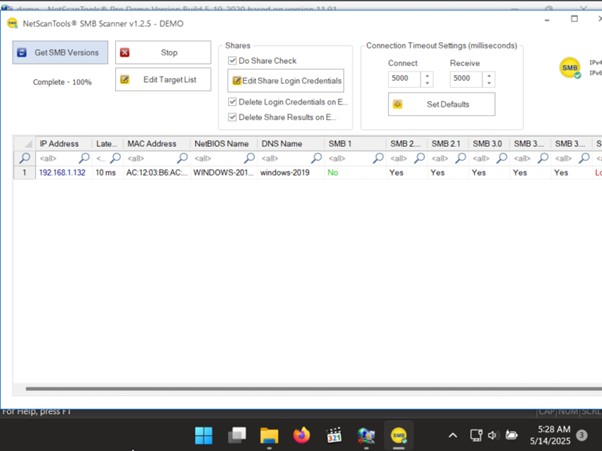 demo - NetScanTools® Pro Demo Version Build 5-10-2020 based on version 11.91
NetScanTools® SMB Scanner v1.2.5 - DEMO
Get SMB Versions
Stop
Complete - 100%
Edit Target List
Shares
Do Share Check
Edit Share Login Credentials
Delete Login Credentials on E...
Delete Share Results on E...
Connection Timeout Settings (milliseconds)
Connect Receive
5000 5000
Set Defaults
SMB
IP Address Late... MAC Address NetBIOS Name DNS Name SMB 1 SMB 2... SMB 2.1 SMB 3.0 SMB 3... SMB 3...
<all> <... <all> <all> <all> <all> <all> <all> <all> <all> <all>
1 192.168.1.132 10 ms AC:12:03:B6:AC:... WINDOWS-201... windows-2019 No Yes Yes Yes Yes Yes
For Help, press F1
CAP NUM SCRL
321
SMB
5:28 AM
5/14/2025
3